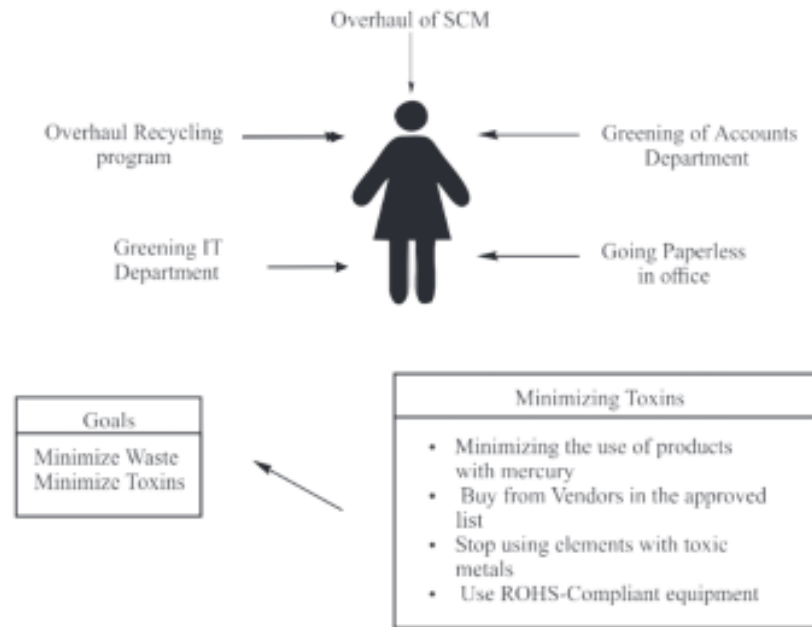 Overhaul of SCM
Overhaul Recycling
program
Greening of Accounts
Department
Greening IT
Department
Going Paperless
in office
Goals
Minimize Waste
Minimize Toxins
Minimizing Toxins
• Minimizing the use of products
with mercury
• Buy from Vendors in the approved
list
• Stop using elements with toxic
metals
• Use ROHS-Compliant equipment